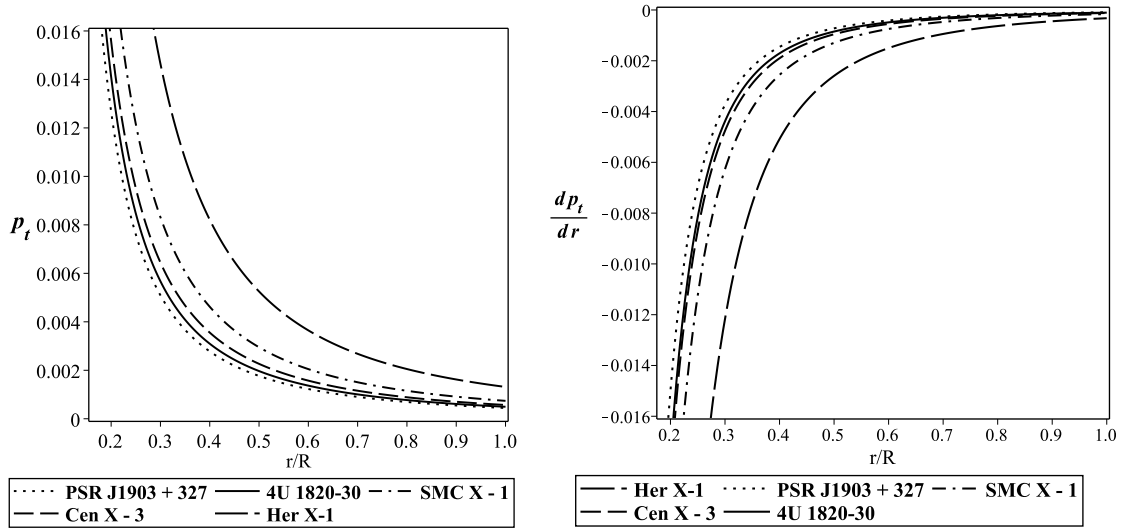 0.016
0.014
0.012
0.010
p_t
0.008
0.006
0.004
0.002
0
0.2 0.3 0.4 0.5 0.6 0.7 0.8 0.9 1.0
r/R
PSR J1903 + 327 4U 1820-30 SMC X - 1
Cen X - 3 Her X-1
0
-0.002
-0.004
-0.006
dp_t
dr
-0.008
-0.010
-0.012
-0.014
-0.016
0.2 0.3 0.4 0.5 0.6 0.7 0.8 0.9 1.0
r/R
Her X-1 PSR J1903 + 327 SMC X - 1
Cen X - 3 4U 1820-30